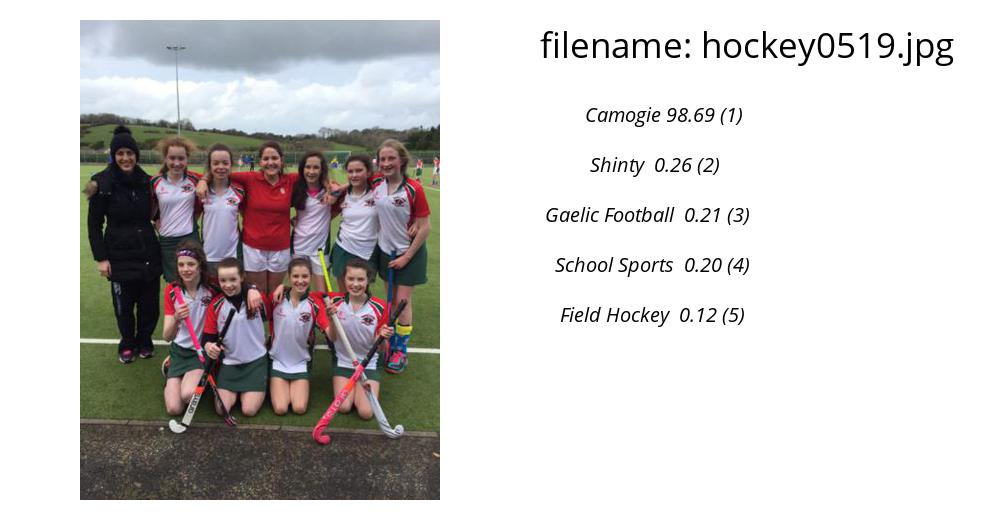 filename: hockey0519.jpg
Camogie 98.69 (1)
Shinty 0.26 (2)
Gaelic Football 0.21 (3)
School Sports 0.20 (4)
Field Hockey 0.12 (5)